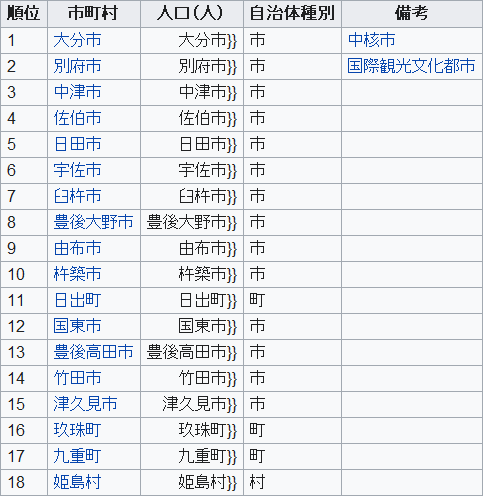 順位 市町村 人口（人） 自治体種別 備考
1 大分市 大分市}} 市 中核市
2 別府市 別府市}} 市 国際観光文化都市
3 中津市 中津市}} 市
4 佐伯市 佐伯市}} 市
5 日田市 日田市}} 市
6 宇佐市 宇佐市}} 市
7 臼杵市 臼杵市}} 市
8 豊後大野市 豊後大野市}} 市
9 由布市 由布市}} 市
10 杵築市 杵築市}} 市
11 日出町 日出町}} 町
12 国東市 国東市}} 市
13 豊後高田市 豊後高田市}} 市
14 竹田市 竹田市}} 市
15 津久見市 津久見市}} 市
16 玖珠町 玖珠町}} 町
17 九重町 九重町}} 町
18 姫島村 姫島村}} 村